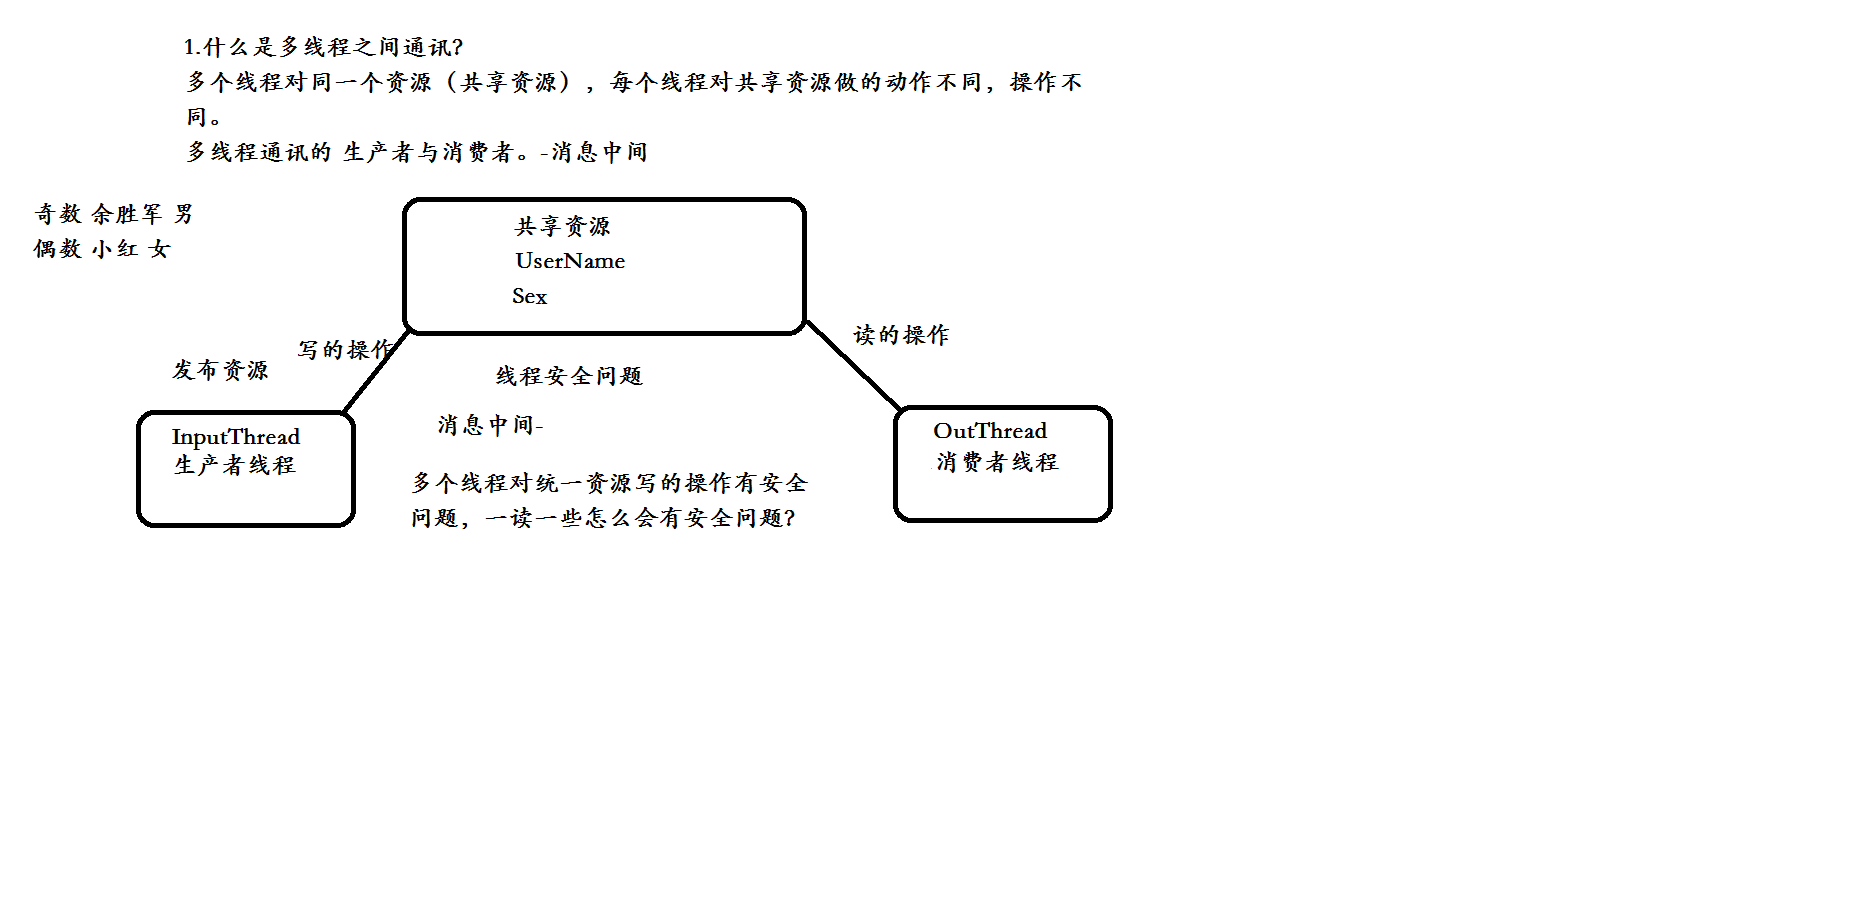 1.什么是多线程之间通讯?
多个线程对同一个资源（共享资源），每个线程对共享资源做的动作不同，操作不
同。
多线程通讯的 生产者与消费者。-消息中间
奇数 余胜军 男
偶数 小红 女
共享资源
UserName
Sex
写的操作
读的操作
发布资源
线程安全问题
消息中间-
InputThread
生产者线程
OutThread
消费者线程
多个线程对统一资源写的操作有安全
问题，一读一些怎么会有安全问题?